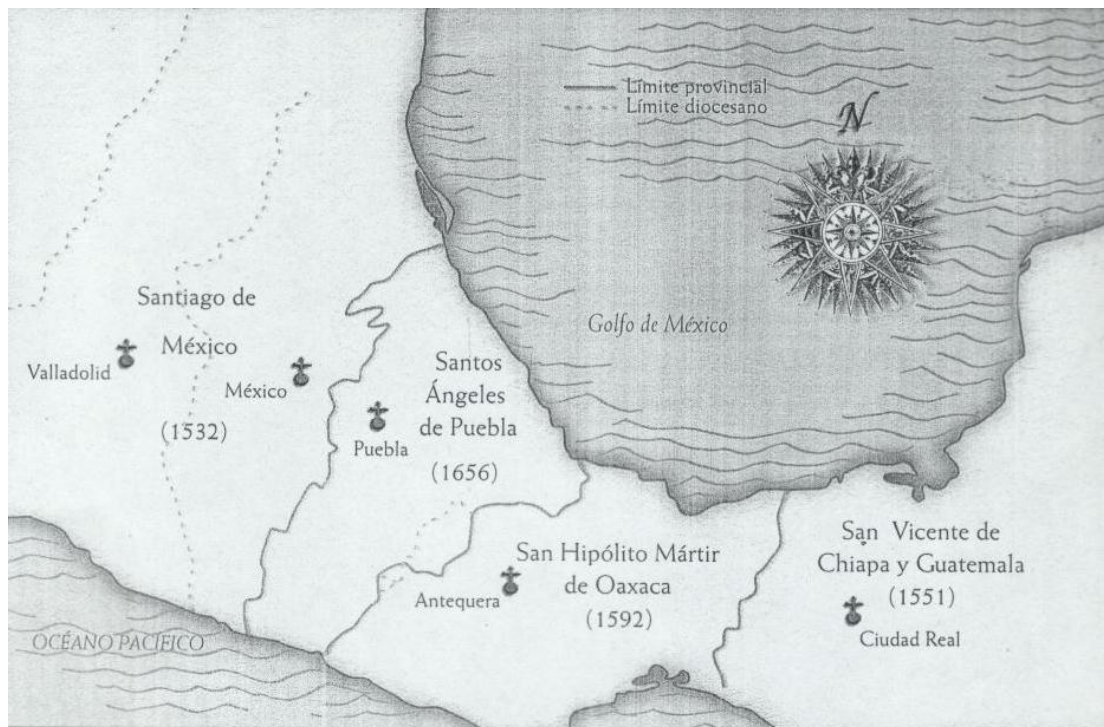 Límite provincial
Límite diocesano
N
Golfo de México
Santiago de
México
(1532)
Valladolid
México
Santos
Ángeles
de Puebla
(1656)
Puebla
San Hipólito Mártir
de Oaxaca
(1592)
Antequera
San Vicente de
Chiapa y Guatemala
(1551)
Ciudad Real
OCÉANO PACÍFICO